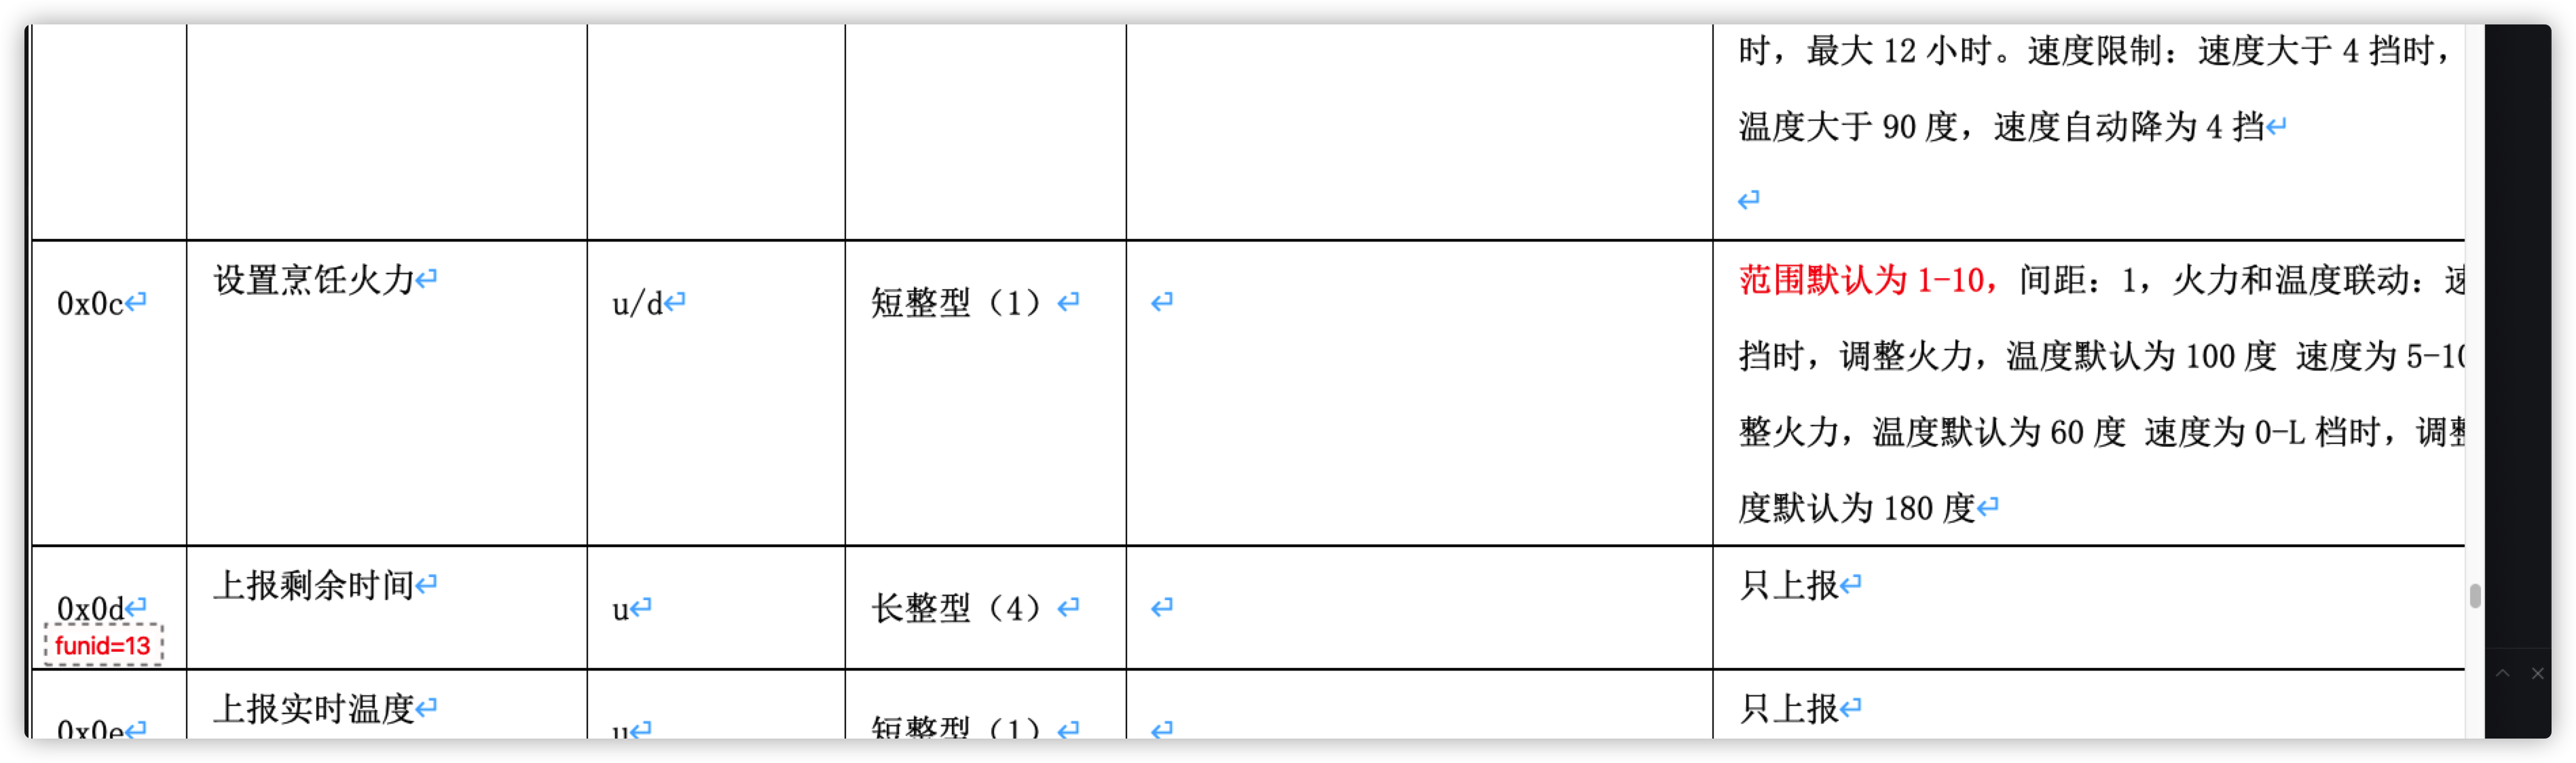 时，最大 12 小时。速度限制：速度大于 4 挡时，
温度大于 90 度，速度自动降为 4 挡
0x0c
设置烹饪火力
u/d
短整型（1）
范围默认为 1-10，间距：1，火力和温度联动：速
挡时，调整火力，温度默认为 100 度 速度为 5-10
整火力，温度默认为 60 度 速度为 0-L 档时，调整
度默认为 180 度
0x0d
funid=13
上报剩余时间
u
长整型（4）
只上报
0x0e
上报实时温度
u
短整型（1）
只上报